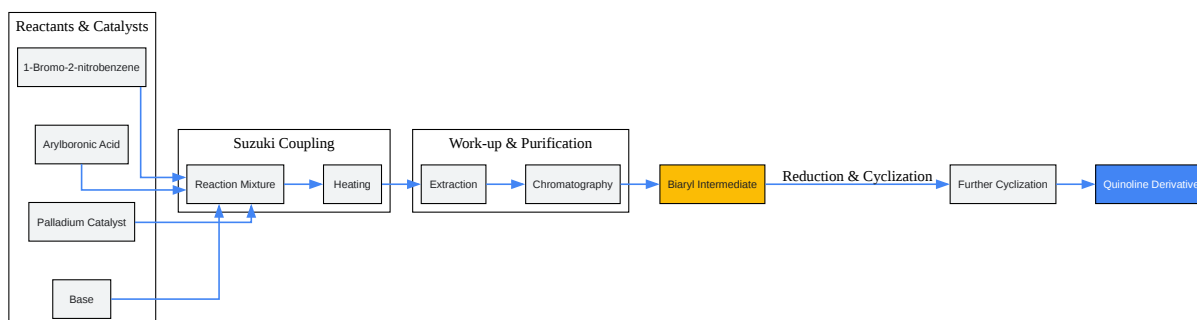 Reactants & Catalysts
1-Bromo-2-nitrobenzene
Arylboronic Acid
Palladium Catalyst
Base
Suzuki Coupling
Reaction Mixture
Heating
Work-up & Purification
Extraction
Chromatography
Biaryl Intermediate
Reduction & Cyclization
Further Cyclization
Quinoline Derivative